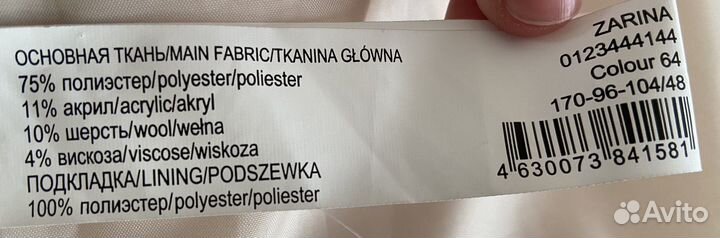 ОСНОВНАЯ ТКАНЬ/MAIN FABRIC/TKANINA GŁÓWNA
75% полиэстер/polyester/poliester
11% акрил/acrylic/akryl
10% шерсть/wool/wełna
4% вискоза/viscose/wiskoza
ПОДКЛАДКА/LINING/PODSZEWKA
100% полиэстер/polyester/poliester
ZARINA
0123444144
Colour 64
170-96-104/48
4 630073 841581
Avito